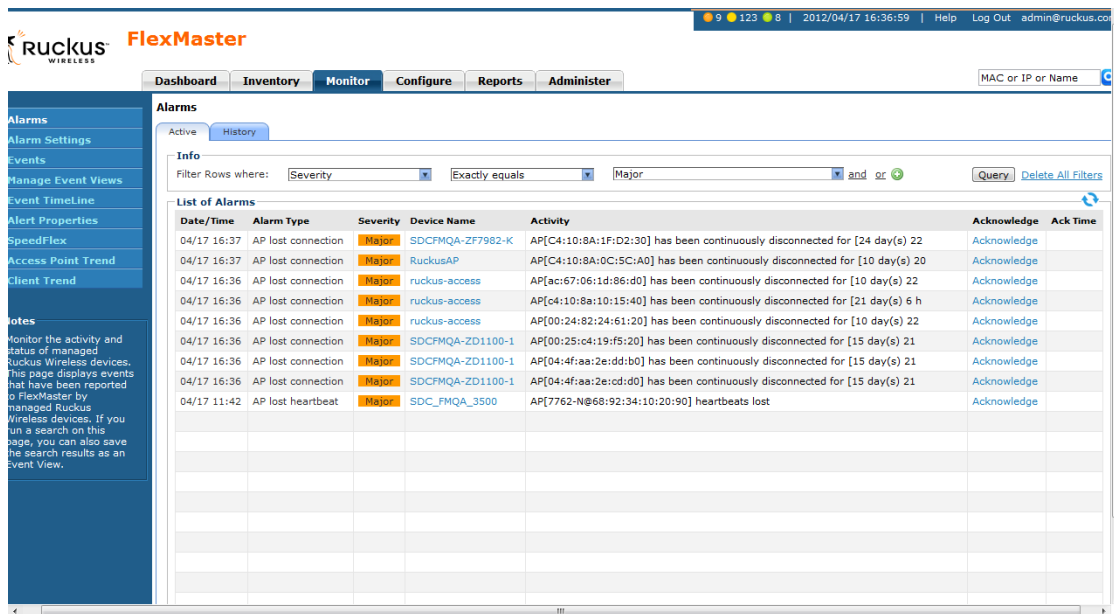 9 123 8 | 2012/04/17 16:36:59 | Help Log Out admin@ruckus.co
Ruckus WIRELESS FlexMaster
Dashboard Inventory Monitor Configure Reports Administer MAC or IP or Name
Alarms
Alarm Settings
Events
Manage Event Views
Event TimeLine
Alert Properties
SpeedFlex
Access Point Trend
Client Trend
Notes
Monitor the activity and
status of managed
Ruckus Wireless devices.
This page displays events
that have been reported
to FlexMaster by
managed Ruckus
Wireless devices. If you
run a search on this
page, you can also save
the search results as an
Event View.
Alarms
Active History
Info
Filter Rows where: Severity Exactly equals Major and or Query Delete All Filters
List of Alarms
Date/Time Alarm Type Severity Device Name Activity Acknowledge Ack Time
04/17 16:37 AP lost connection Major SDCFMQA-ZF7982-K AP[C4:10:8A:1F:D2:30] has been continuously disconnected for [24 day(s) 22 Acknowledge
04/17 16:37 AP lost connection Major RuckusAP AP[C4:10:8A:0C:5C:A0] has been continuously disconnected for [10 day(s) 20 Acknowledge
04/17 16:36 AP lost connection Major ruckus-access AP[ac:67:06:1d:86:d0] has been continuously disconnected for [10 day(s) 22 Acknowledge
04/17 16:36 AP lost connection Major ruckus-access AP[c4:10:8a:10:15:40] has been continuously disconnected for [21 day(s) 6 h Acknowledge
04/17 16:36 AP lost connection Major ruckus-access AP[00:24:82:24:61:20] has been continuously disconnected for [10 day(s) 22 Acknowledge
04/17 16:36 AP lost connection Major SDCFMQA-ZD1100-1 AP[00:25:c4:19:f5:20] has been continuously disconnected for [15 day(s) 21 Acknowledge
04/17 16:36 AP lost connection Major SDCFMQA-ZD1100-1 AP[04:4f:aa:2e:dd:b0] has been continuously disconnected for [15 day(s) 21 Acknowledge
04/17 16:36 AP lost connection Major SDCFMQA-ZD1100-1 AP[04:4f:aa:2e:cd:d0] has been continuously disconnected for [15 day(s) 21 Acknowledge
04/17 11:42 AP lost heartbeat Major SDC_FMQA_3500 AP[7762-N@68:92:34:10:20:90] heartbeats lost Acknowledge